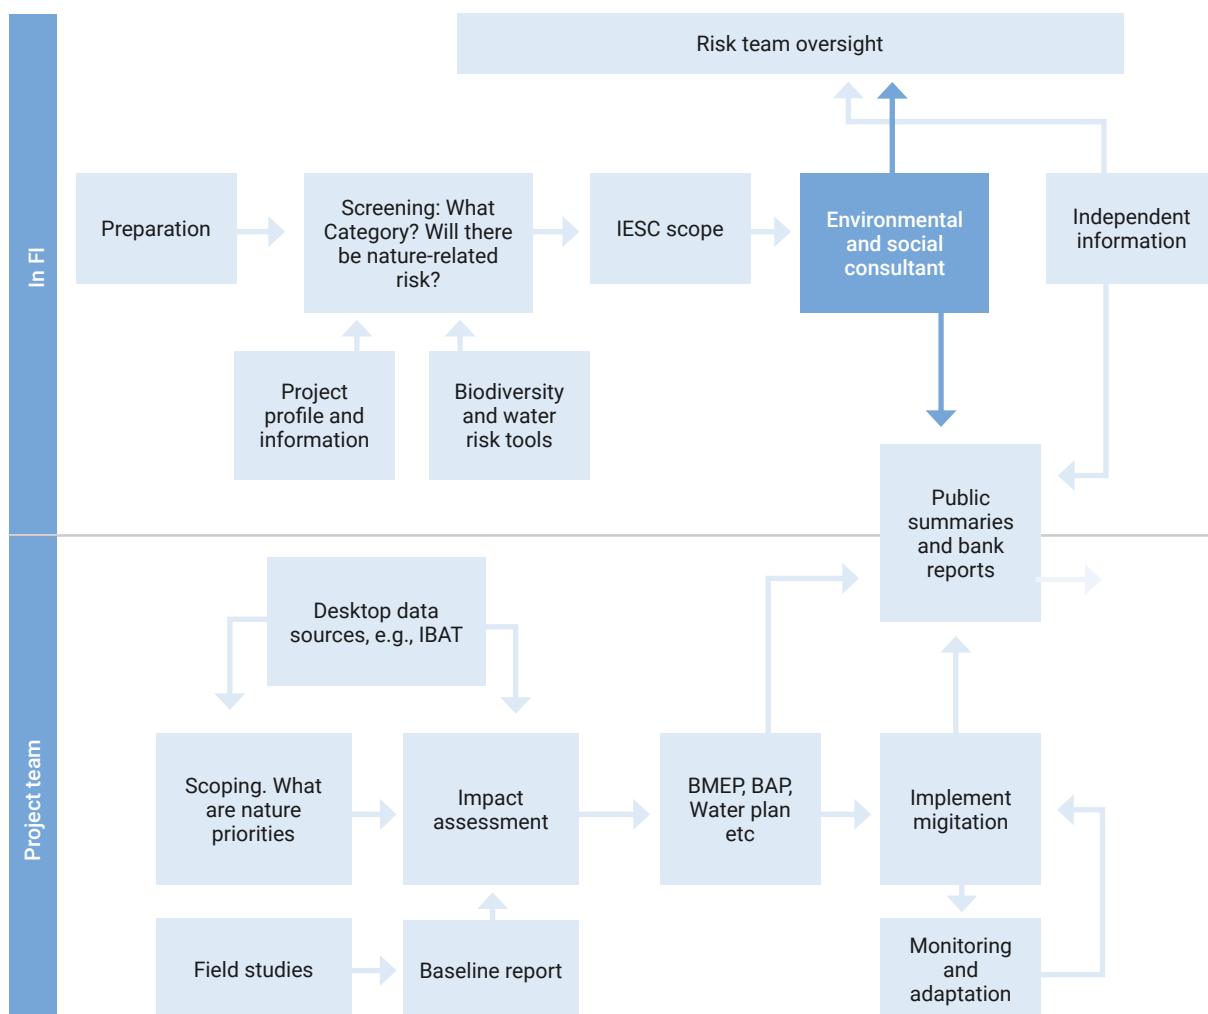 Risk team oversight
In FI
Preparation
Screening: What
Category? Will there
be nature-related
risk?
IESC scope
Environmental
and social
consultant
Independent
information
Project
profile and
information
Biodiversity
and water
risk tools
Public
summaries
and bank
reports
Project team
Desktop data
sources, e.g., IBAT
Scoping. What
are nature
priorities
Impact
assessment
BMEP, BAP,
Water plan
etc
Implement
migitation
Field studies
Baseline report
Monitoring
and
adaptation